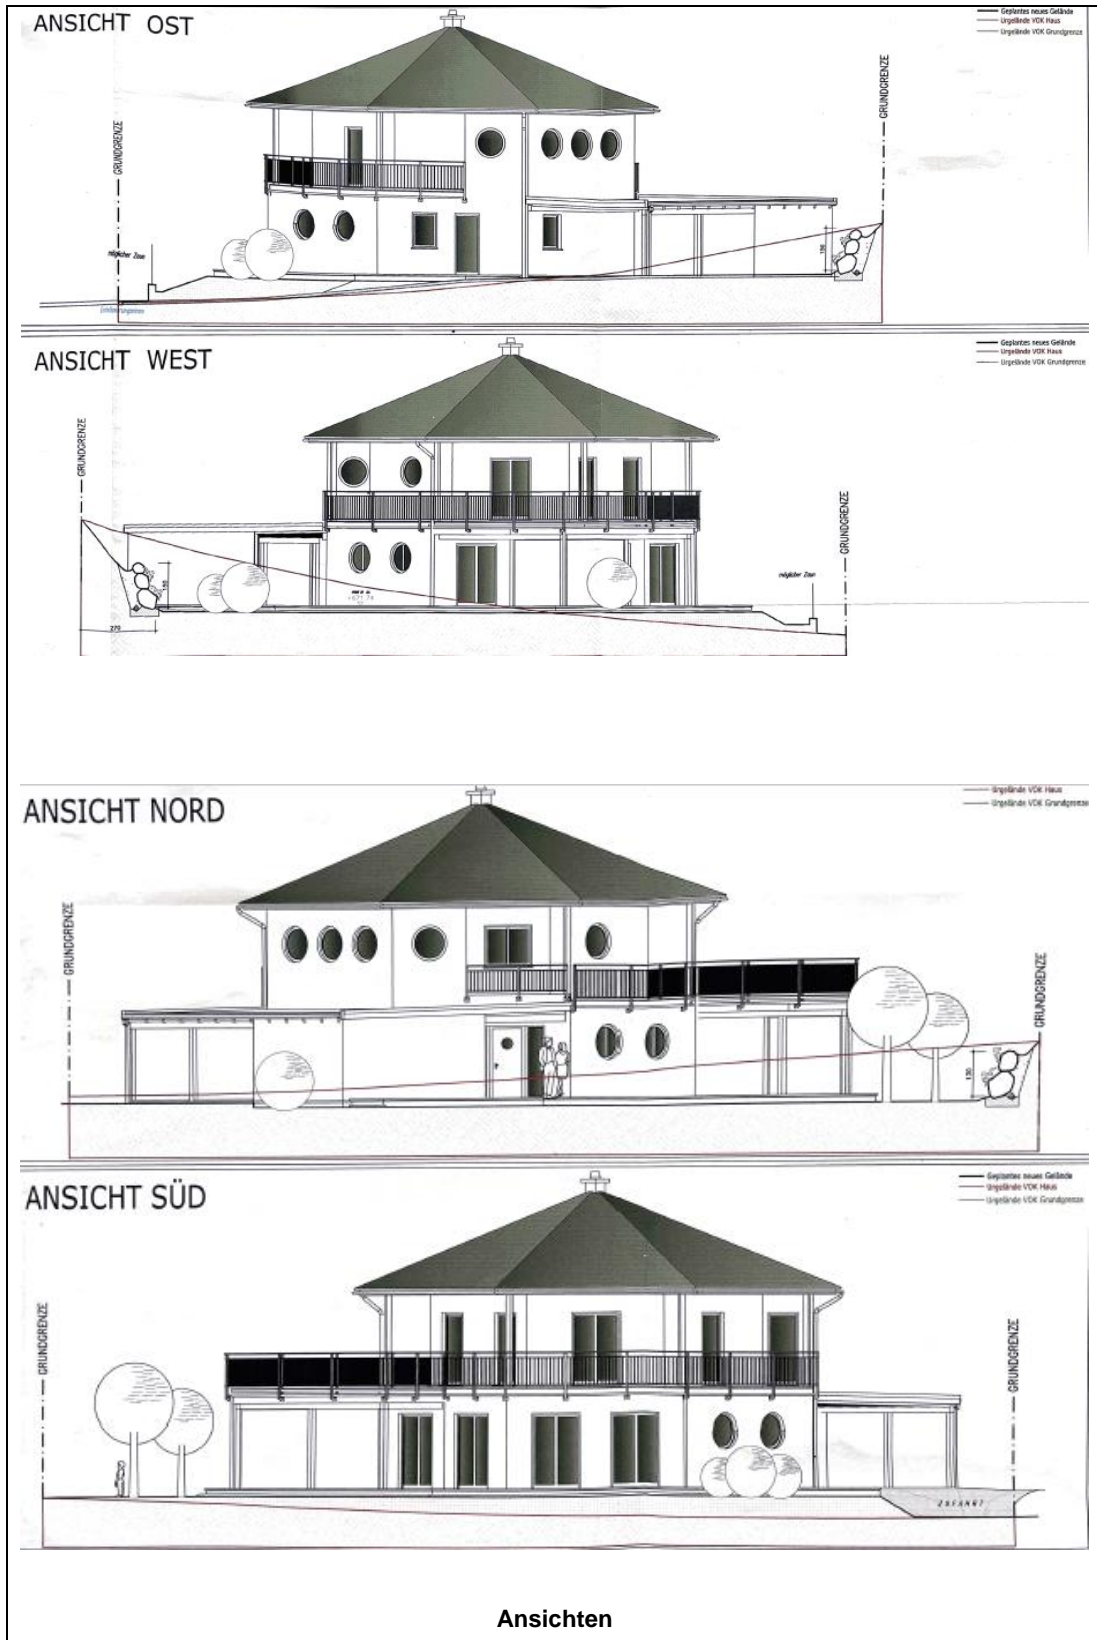 ANSICHT OST
Geplantes neues Gelände
Urgelände VOK Haus
Urgelände VOK Grundgrenze
GRUNDGRENZE
GRUNDGRENZE
möglicher Zaun
150
ANSICHT WEST
Geplantes neues Gelände
Urgelände VOK Haus
Urgelände VOK Grundgrenze
GRUNDGRENZE
GRUNDGRENZE
möglicher Zaun
150
270
ANSICHT NORD
Urgelände VOK Haus
Urgelände VOK Grundgrenze
GRUNDGRENZE
GRUNDGRENZE
130
ANSICHT SÜD
Geplantes neues Gelände
Urgelände VOK Haus
Urgelände VOK Grundgrenze
GRUNDGRENZE
GRUNDGRENZE
ZUFAHRT
Ansichten